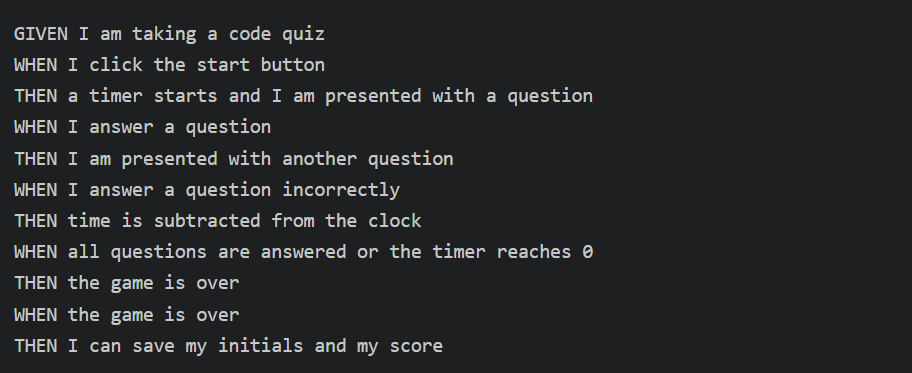 GIVEN I am taking a code quiz
WHEN I click the start button
THEN a timer starts and I am presented with a question
WHEN I answer a question
THEN I am presented with another question
WHEN I answer a question incorrectly
THEN time is subtracted from the clock
WHEN all questions are answered or the timer reaches 0
THEN the game is over
WHEN the game is over
THEN I can save my initials and my score